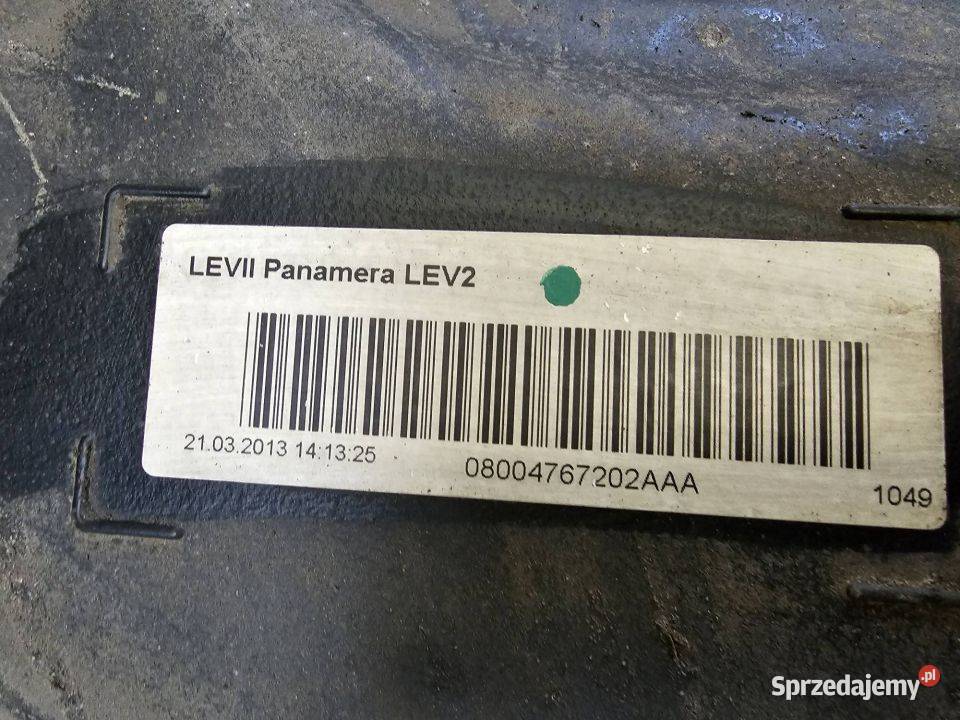 LEVII Panamera LEV2
21.03.2013 14:13:25
08004767202AAA
1049
Sprzedajemy.pl